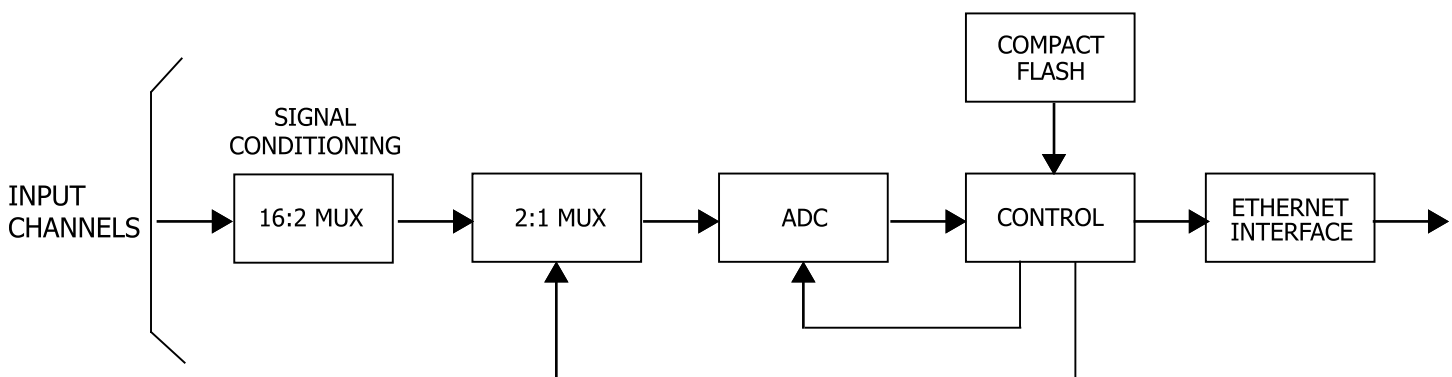 COMPACT
FLASH
SIGNAL
CONDITIONING
INPUT
CHANNELS
16:2 MUX
2:1 MUX
ADC
CONTROL
ETHERNET
INTERFACE